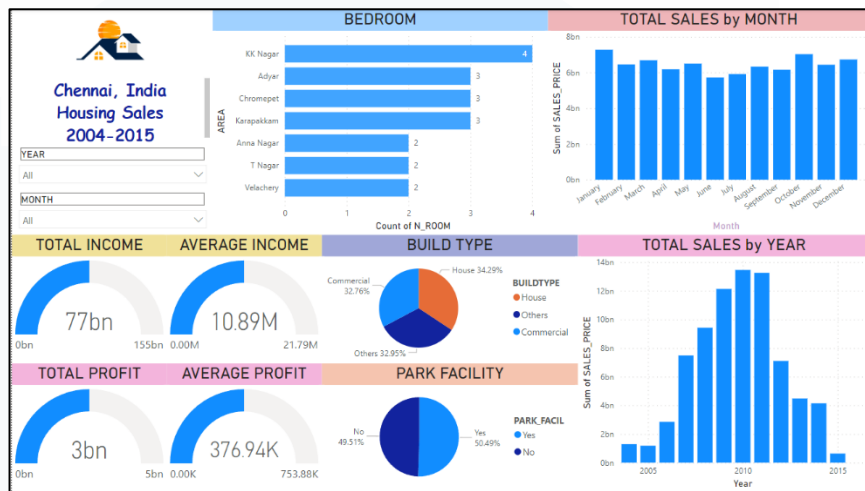 Chennai, India
Housing Sales
2004-2015
YEAR
All
MONTH
All
BEDROOM
AREA
KK Nagar
4
Adyar
3
Chromepet
3
Karapakkam
3
Anna Nagar
2
T Nagar
2
Velachery
2
0 1 2 3 4
Count of N_ROOM
TOTAL SALES by MONTH
Sum of SALES_PRICE
8bn
6bn
4bn
2bn
0bn
January
February
March
April
May
June
July
August
September
October
November
December
Month
TOTAL INCOME
77bn
0bn 155bn
AVERAGE INCOME
10.89M
0.00M 21.79M
BUILD TYPE
House 34.29%
Commercial
32.76%
Others 32.95%
BUILDTYPE
House
Others
Commercial
TOTAL SALES by YEAR
Sum of SALES_PRICE
14bn
12bn
10bn
8bn
6bn
4bn
2bn
0bn
2005 2010 2015
Year
TOTAL PROFIT
3bn
0bn 5bn
AVERAGE PROFIT
376.94K
0.00K 753.88K
PARK FACILITY
No
49.51%
Yes
50.49%
PARK_FACIL
Yes
No